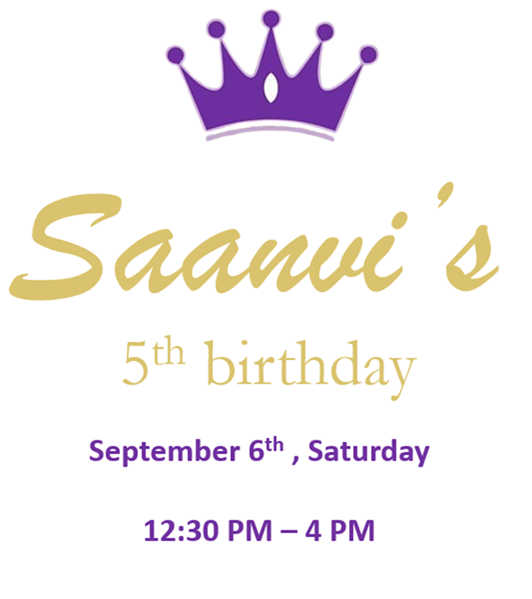 Saanvi's
5th birthday
September 6th , Saturday
12:30 PM – 4 PM